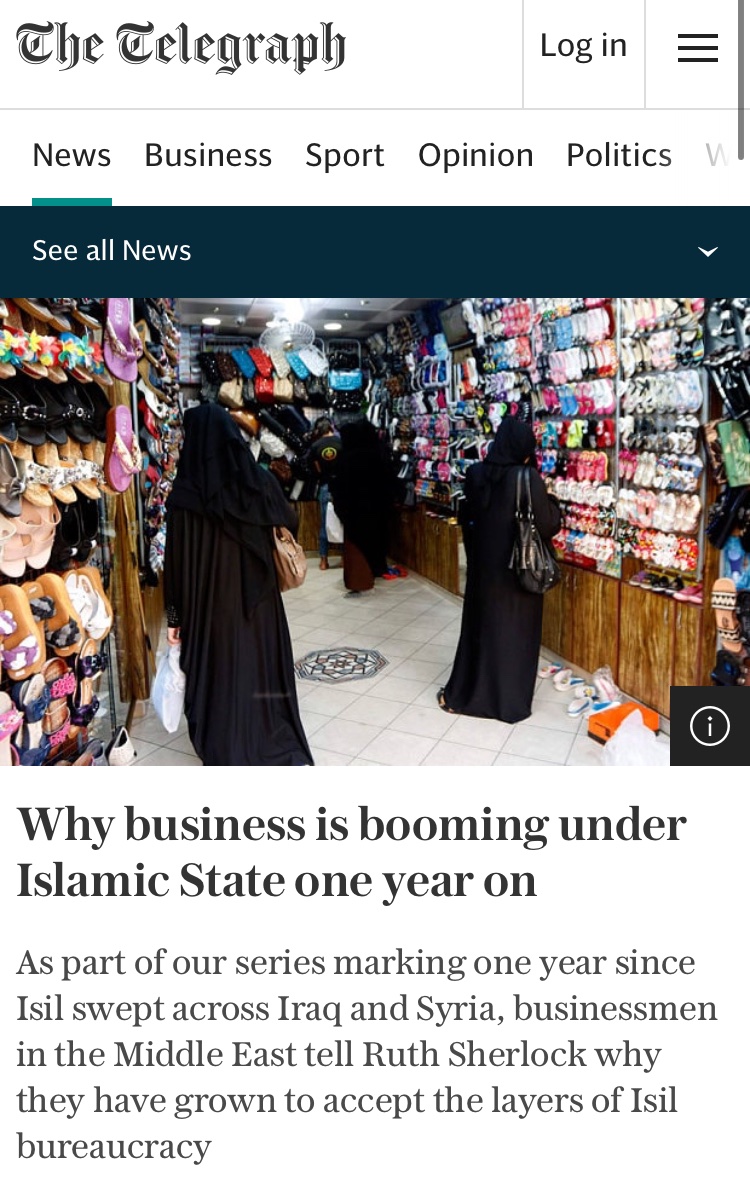 The Telegraph
Log in
News Business Sport Opinion Politics
See all News
Why business is booming under
Islamic State one year on
As part of our series marking one year since
Isil swept across Iraq and Syria, businessmen
in the Middle East tell Ruth Sherlock why
they have grown to accept the layers of Isil
bureaucracy